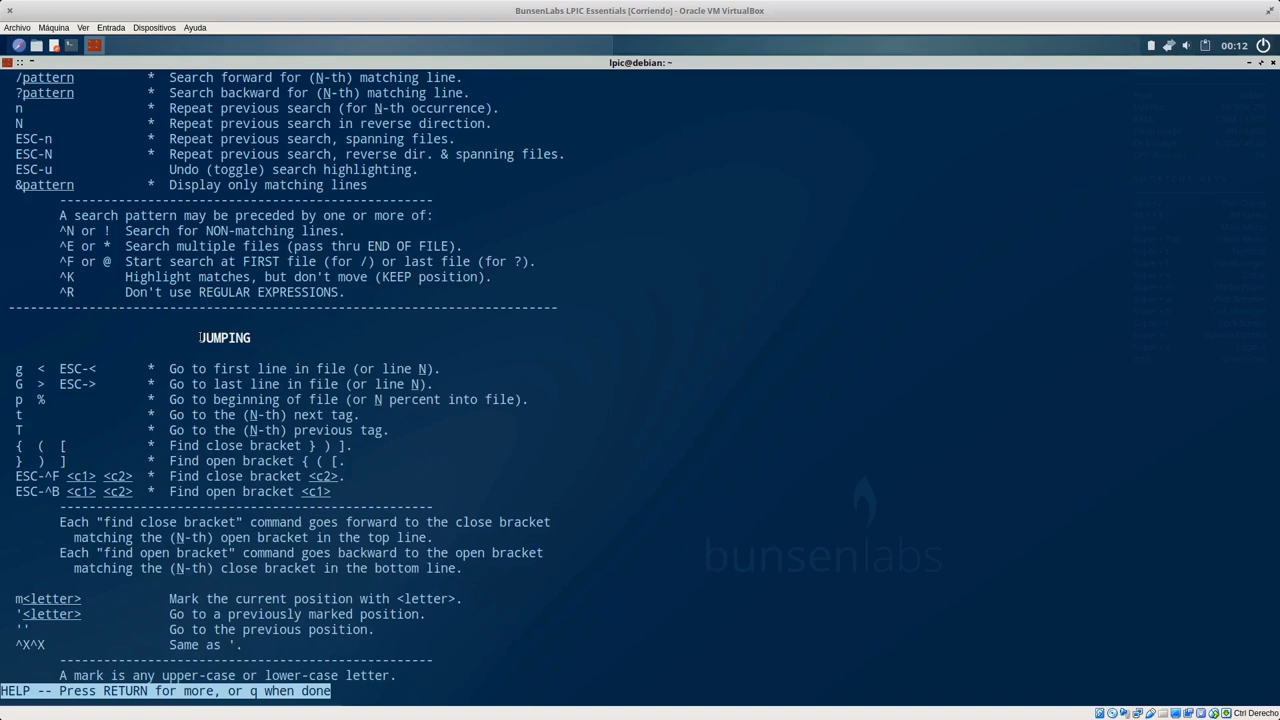 BunsenLabs LPIC Essentials [Corriendo] - Oracle VM VirtualBox
Archivo Máquina Ver Entrada Dispositivos Ayuda
00:12
lpic@debian: ~
/pattern * Search forward for (N-th) matching line.
?pattern * Search backward for (N-th) matching line.
n * Repeat previous search (for N-th occurrence).
N * Repeat previous search in reverse direction.
ESC-n * Repeat previous search, spanning files.
ESC-N * Repeat previous search, reverse dir. & spanning files.
ESC-u Undo (toggle) search highlighting.
&pattern * Display only matching lines
---------------------------------------------------
A search pattern may be preceded by one or more of:
^N or ! Search for NON-matching lines.
^E or * Search multiple files (pass thru END OF FILE).
^F or @ Start search at FIRST file (for /) or last file (for ?).
^K Highlight matches, but don't move (KEEP position).
^R Don't use REGULAR EXPRESSIONS.
---------------------------------------------------------------------------
JUMPING
g < ESC-< * Go to first line in file (or line N).
G > ESC-> * Go to last line in file (or line N).
p % * Go to beginning of file (or N percent into file).
t * Go to the (N-th) next tag.
T * Go to the (N-th) previous tag.
{ ( [ * Find close bracket } ) ].
} ) ] * Find open bracket { ( [.
ESC-^F <c1> <c2> * Find close bracket <c2>.
ESC-^B <c1> <c2> * Find open bracket <c1>
---------------------------------------------------
Each "find close bracket" command goes forward to the close bracket
matching the (N-th) open bracket in the top line.
Each "find open bracket" command goes backward to the open bracket
matching the (N-th) close bracket in the bottom line.
m<letter> Mark the current position with <letter>.
'<letter> Go to a previously marked position.
'' Go to the previous position.
^X^X Same as '.
---------------------------------------------------
A mark is any upper-case or lower-case letter.
HELP -- Press RETURN for more, or q when done
bunsenlabs
Ctrl Derecho